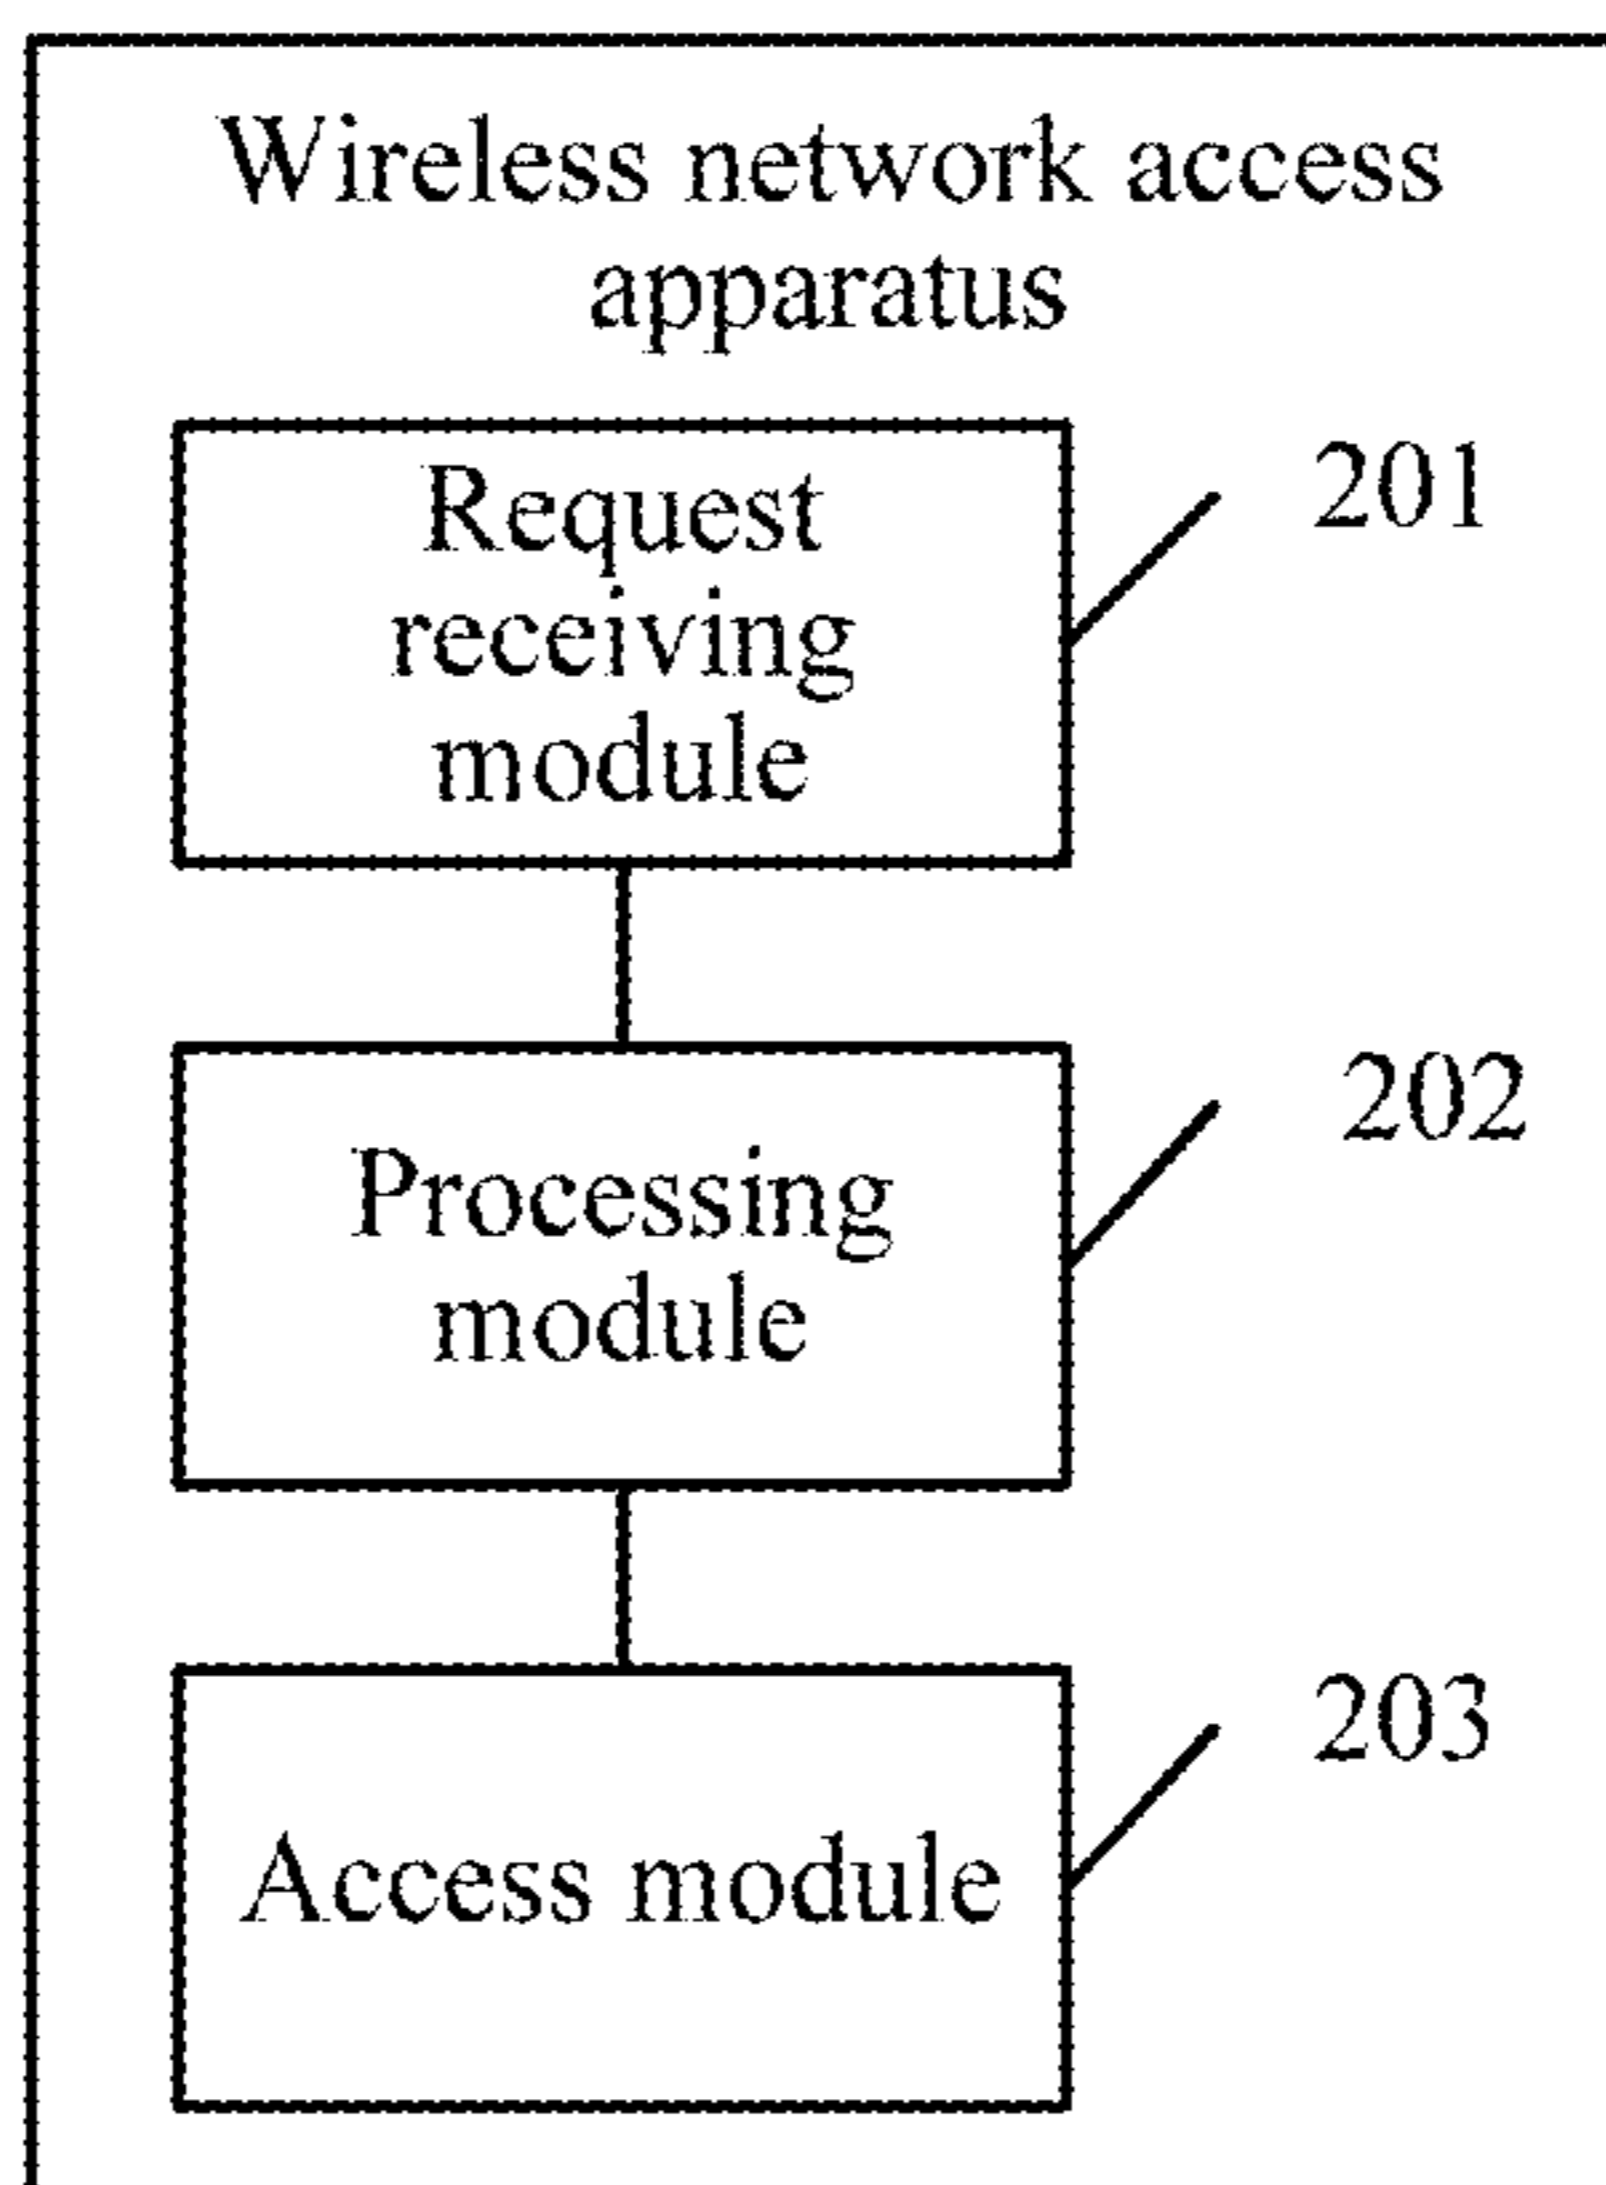 Wireless network access
apparatus
Request
receiving
module
201
Processing
module
202
Access module
203